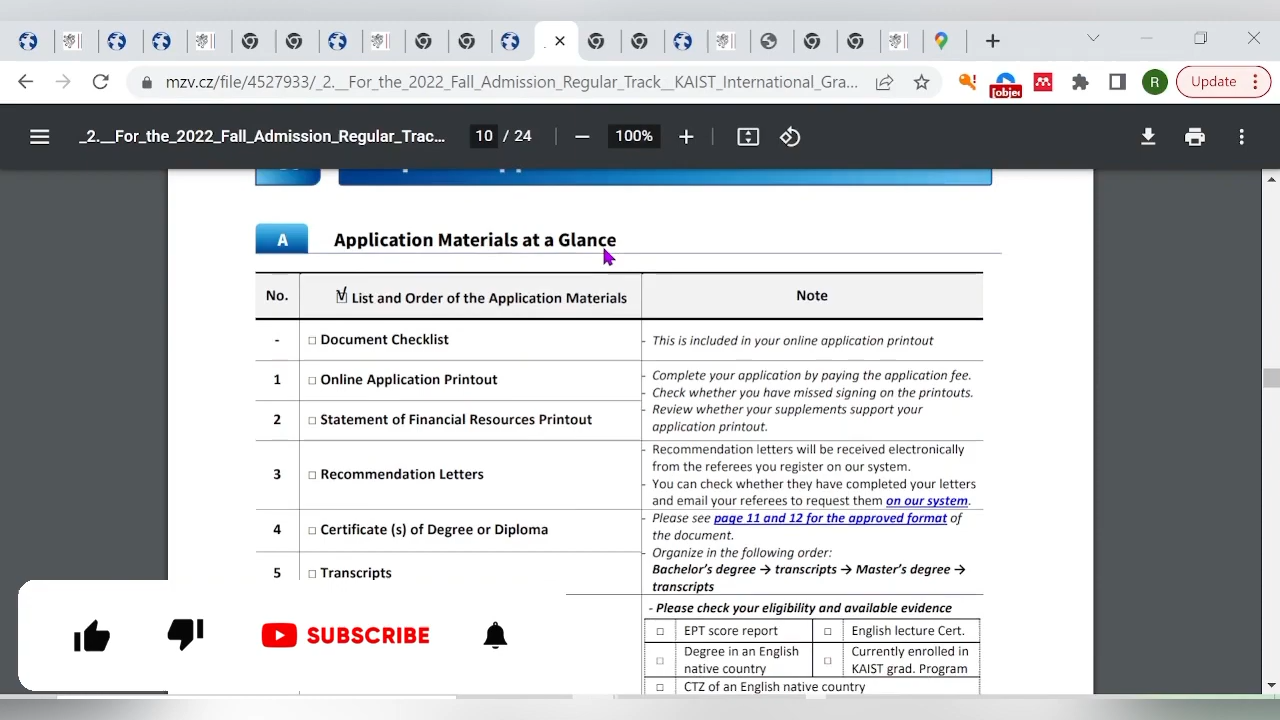 mzv.cz/file/4527933/_2.__For_the_2022_Fall_Admission_Regular_Track__KAIST_International_Gra...
[objec
R
Update
_2.__For_the_2022_Fall_Admission_Regular_Trac...
10 / 24
100%
A
Application Materials at a Glance
No.
List and Order of the Application Materials
Note
-
□ Document Checklist
- This is included in your online application printout
1
□ Online Application Printout
- Complete your application by paying the application fee.
- Check whether you have missed signing on the printouts.
- Review whether your supplements support your
application printout.
2
□ Statement of Financial Resources Printout
3
□ Recommendation Letters
- Recommendation letters will be received electronically
from the referees you register on our system.
- You can check whether they have completed your letters
and email your referees to request them on our system.
4
□ Certificate (s) of Degree or Diploma
- Please see page 11 and 12 for the approved format of
the document.
- Organize in the following order:
Bachelor's degree → transcripts → Master's degree →
transcripts
5
□ Transcripts
- Please check your eligibility and available evidence
□ EPT score report
□ English lecture Cert.
□ Degree in an English
native country
□ Currently enrolled in
KAIST grad. Program
□ CTZ of an English native country
SUBSCRIBE